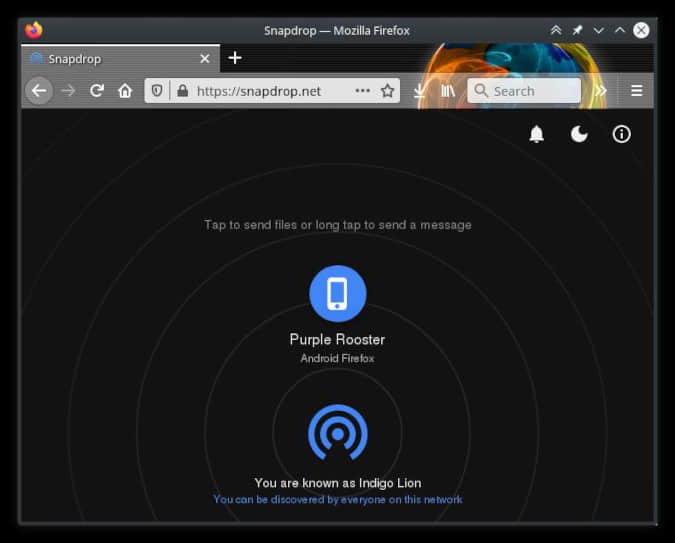 Snapdrop — Mozilla Firefox
Snapdrop
https://snapdrop.net
Search
Tap to send files or long tap to send a message
Purple Rooster
Android Firefox
You are known as Indigo Lion
You can be discovered by everyone on this network